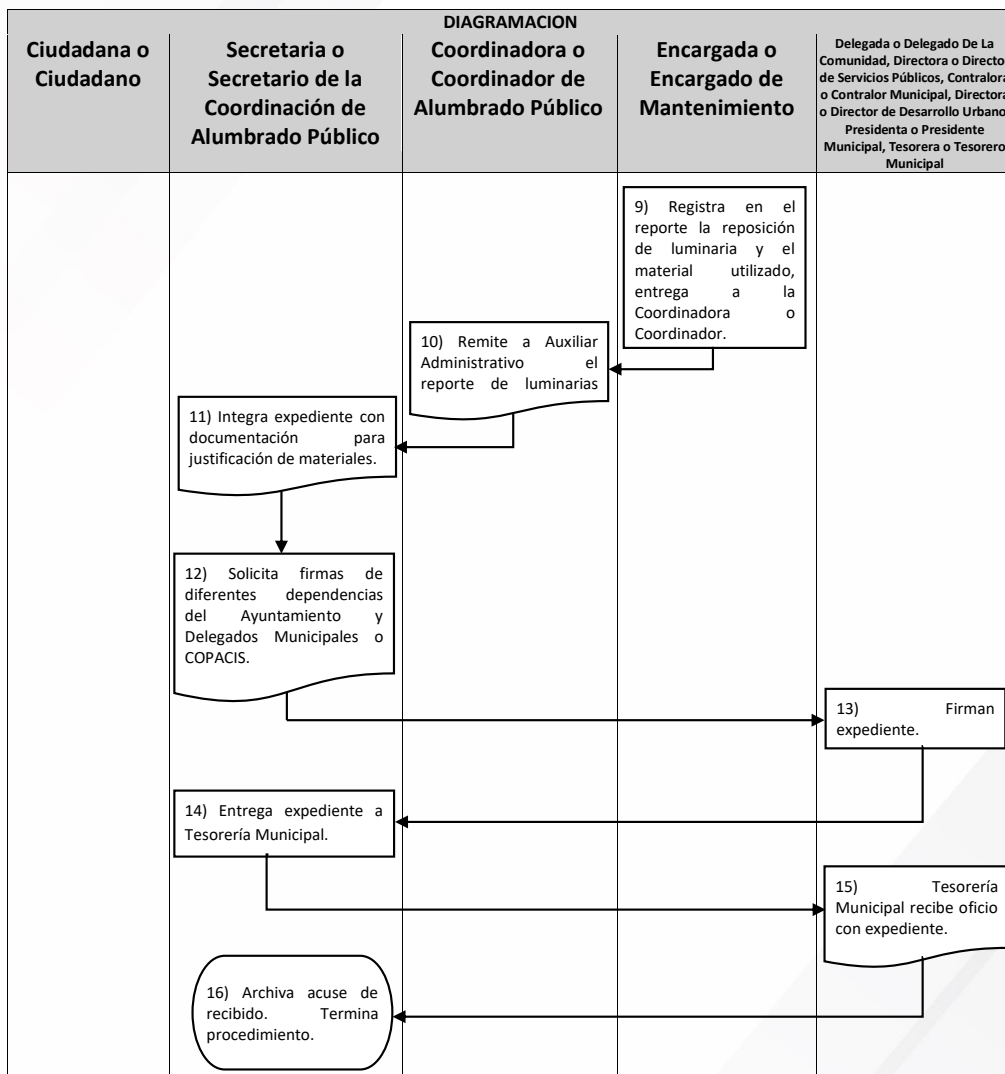 DIAGRAMACION
Ciudadana o
Ciudadano
Secretaria o
Secretario de la
Coordinación de
Alumbrado Público
Coordinadora o
Coordinador de
Alumbrado Público
Encargada o
Encargado de
Mantenimiento
Delegada o Delegado De La
Comunidad, Directora o Director
de Servicios Públicos, Contralora
o Contralor Municipal, Directora
o Director de Desarrollo Urbano
Presidenta o Presidente
Municipal, Tesorera o Tesorero
Municipal
9) Registra en el
reporte la reposición
de luminaria y el
material utilizado,
entrega a la
Coordinadora o
Coordinador.
10) Remite a Auxiliar
Administrativo el
reporte de luminarias
11) Integra expediente con
documentación para
justificación de materiales.
12) Solicita firmas de
diferentes dependencias
del Ayuntamiento y
Delegados Municipales o
COPACIS.
13) Firman
expediente.
14) Entrega expediente a
Tesorería Municipal.
15) Tesorería
Municipal recibe oficio
con expediente.
16) Archiva acuse de
recibido. Termina
procedimiento.